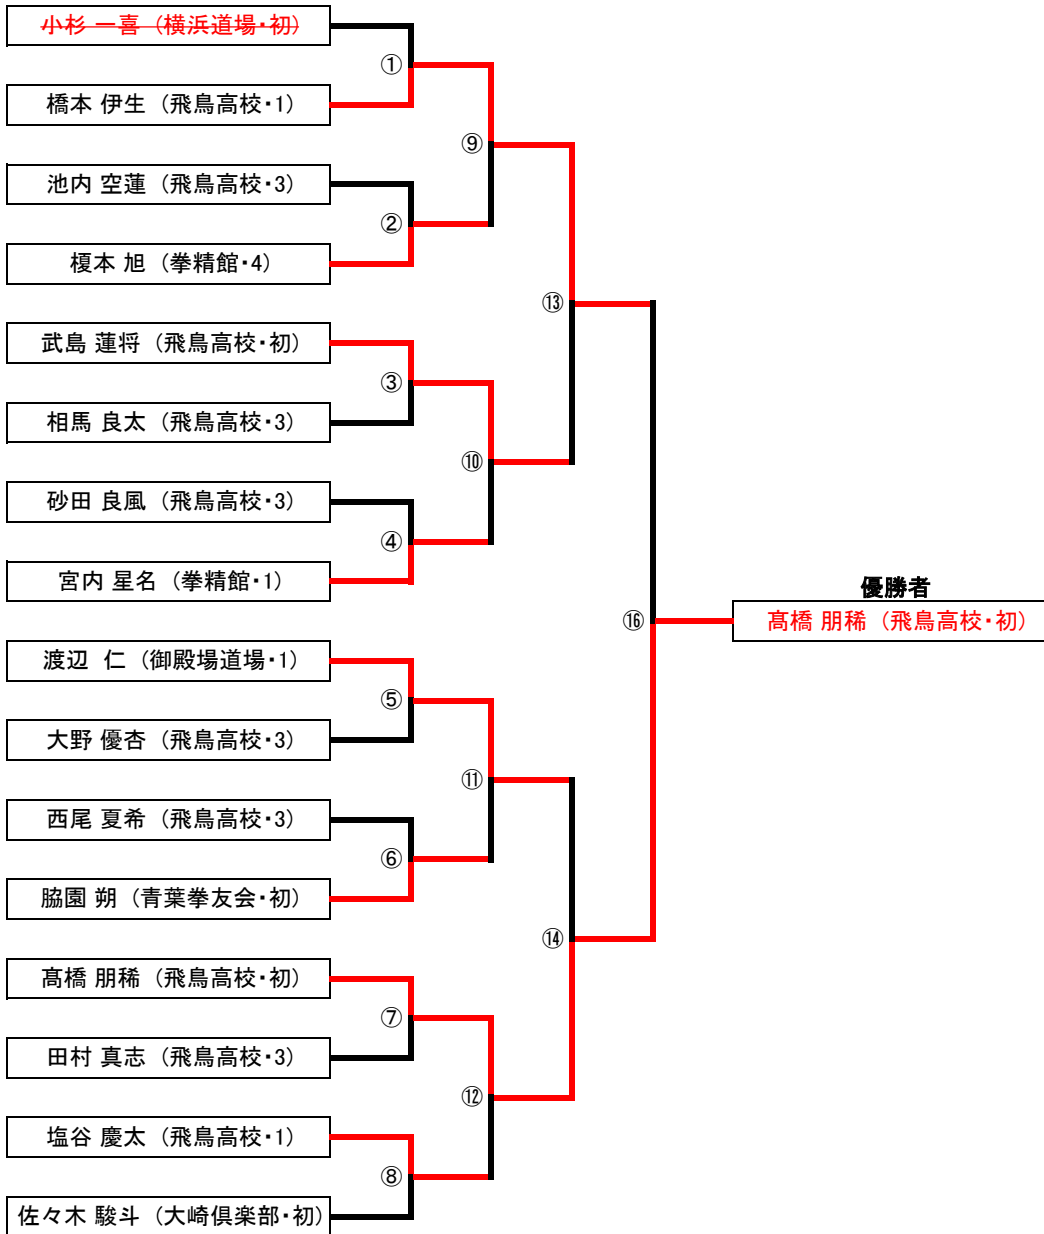 小杉 一喜 (横浜道場・初)
①
橋本 伊生 (飛鳥高校・1)
⑨
池内 空蓮 (飛鳥高校・3)
②
榎本 旭 (拳精館・4)
⑬
武島 蓮将 (飛鳥高校・初)
③
相馬 良太 (飛鳥高校・3)
⑩
砂田 良風 (飛鳥高校・3)
④
宮内 星名 (拳精館・1)
優勝者
髙橋 朋稀 (飛鳥高校・初)
⑯
渡辺 仁 (御殿場道場・1)
⑤
大野 優杏 (飛鳥高校・3)
⑪
西尾 夏希 (飛鳥高校・3)
⑥
脇園 朔 (青葉拳友会・初)
⑭
髙橋 朋稀 (飛鳥高校・初)
⑦
田村 真志 (飛鳥高校・3)
⑫
塩谷 慶太 (飛鳥高校・1)
⑧
佐々木 駿斗 (大崎倶楽部・初)